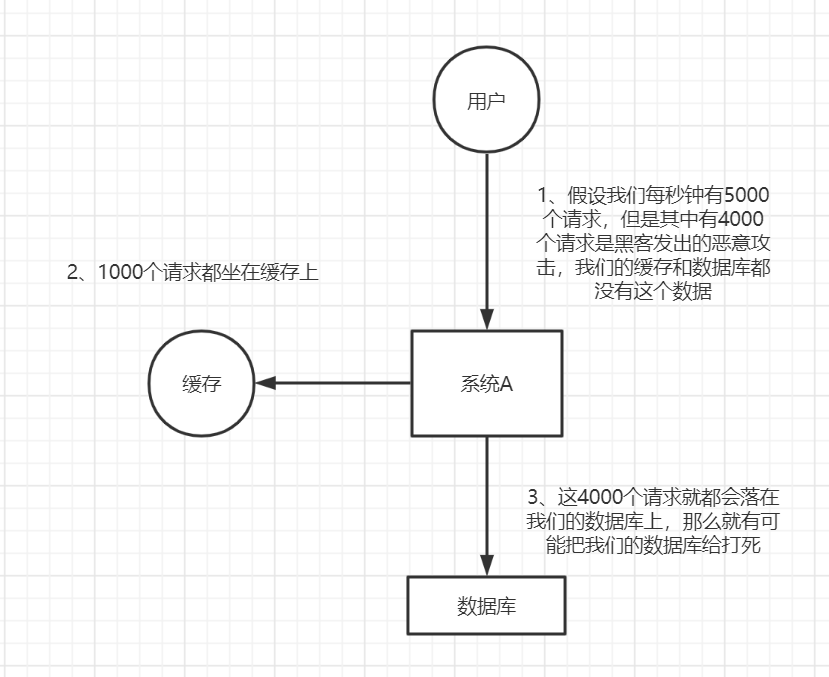 用户
1、假设我们每秒钟有5000
个请求，但是其中有4000
个请求是黑客发出的恶意攻
击，我们的缓存和数据库都
没有这个数据
2、1000个请求都坐在缓存上
缓存
系统A
3、这4000个请求就都会落在
我们的数据库上，那么就有可
能把我们的数据库给打死
数据库